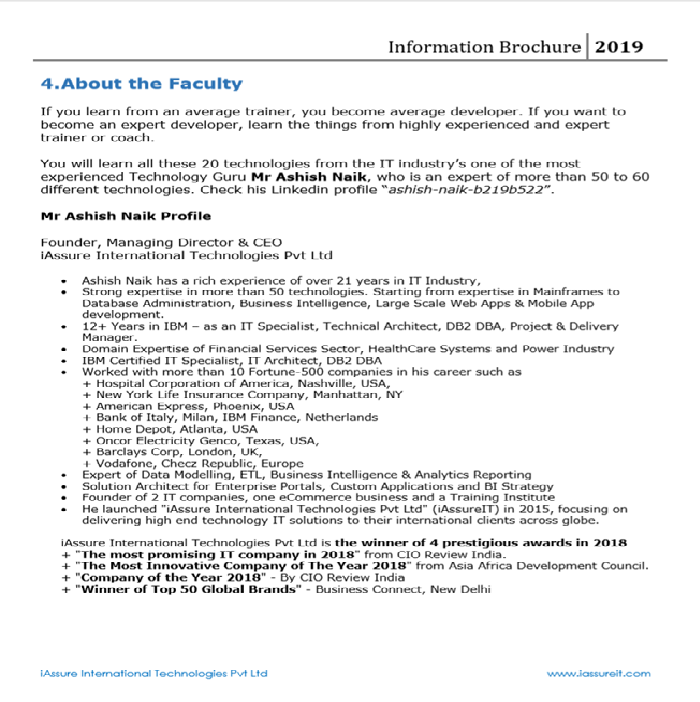 Information Brochure 2019
4.About the Faculty
If you learn from an average trainer, you become average developer. If you want to
become an expert developer, learn the things from highly experienced and expert
trainer or coach.
You will learn all these 20 technologies from the IT industry's one of the most
experienced Technology Guru Mr Ashish Naik, who is an expert of more than 50 to 60
different technologies. Check his Linkedin profile "ashish-naik-b219b522".
Mr Ashish Naik Profile
Founder, Managing Director & CEO
iAssure International Technologies Pvt Ltd
• Ashish Naik has a rich experience of over 21 years in IT Industry,
• Strong expertise in more than 50 technologies. Starting from expertise in Mainframes to
Database Administration, Business Intelligence, Large Scale Web Apps & Mobile App
development.
• 12+ Years in IBM – as an IT Specialist, Technical Architect, DB2 DBA, Project & Delivery
Manager.
• Domain Expertise of Financial Services Sector, HealthCare Systems and Power Industry
• IBM Certified IT Specialist, IT Architect, DB2 DBA
• Worked with more than 10 Fortune-500 companies in his career such as
+ Hospital Corporation of America, Nashville, USA,
+ New York Life Insurance Company, Manhattan, NY
+ American Express, Phoenix, USA
+ Bank of Italy, Milan, IBM Finance, Netherlands
+ Home Depot, Atlanta, USA
+ Oncor Electricity Genco, Texas, USA,
+ Barclays Corp, London, UK,
+ Vodafone, Checz Republic, Europe
• Expert of Data Modelling, ETL, Business Intelligence & Analytics Reporting
• Solution Architect for Enterprise Portals, Custom Applications and BI Strategy
• Founder of 2 IT companies, one eCommerce business and a Training Institute
• He launched "iAssure International Technologies Pvt Ltd" (iAssureIT) in 2015, focusing on
delivering high end technology IT solutions to their international clients across globe.
iAssure International Technologies Pvt Ltd is the winner of 4 prestigious awards in 2018
+ "The most promising IT company in 2018" from CIO Review India.
+ "The Most Innovative Company of The Year 2018" from Asia Africa Development Council.
+ "Company of the Year 2018" - By CIO Review India
+ "Winner of Top 50 Global Brands" - Business Connect, New Delhi
iAssure International Technologies Pvt Ltd
www.iassureit.com